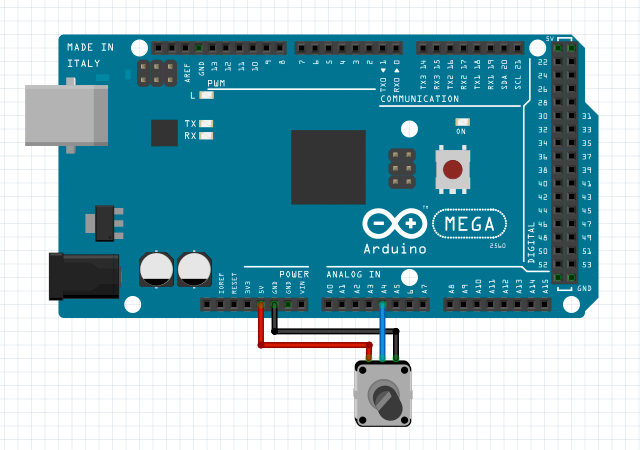 MADE IN
ITALY
AREF
GND
13
12
11
10
9
8
7
6
5
4
3
2
TX0 ◀ 1
RX0 ▶ 0
TX3 14
RX3 15
TX2 16
RX2 17
TX1 18
RX1 19
SDA 20
SCL 21
5V
PWM
COMMUNICATION
L
TX
RX
ON
22
24
26
28
30 31
32 33
34 35
36 37
38 39
40 41
42 43
44 45
46 47
48 49
50 51
52 53
GND
DIGITAL
TM
MEGA
2560
Arduino
POWER
ANALOG IN
IOREF
RESET
3V3
5V
GND
GND
VIN
A0
A1
A2
A3
A4
A5
6
A7
A8
A9
A10
A11
A12
A13
A14
A15